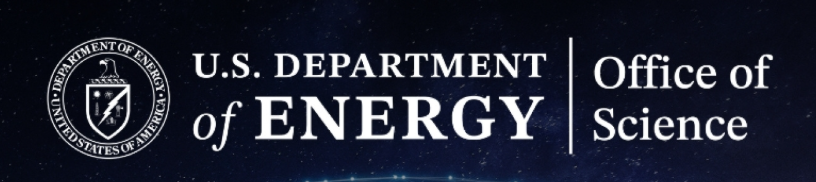 DEPARTMENT OF ENERGY
UNITED STATES OF AMERICA
U.S. DEPARTMENT
of ENERGY
Office of
Science